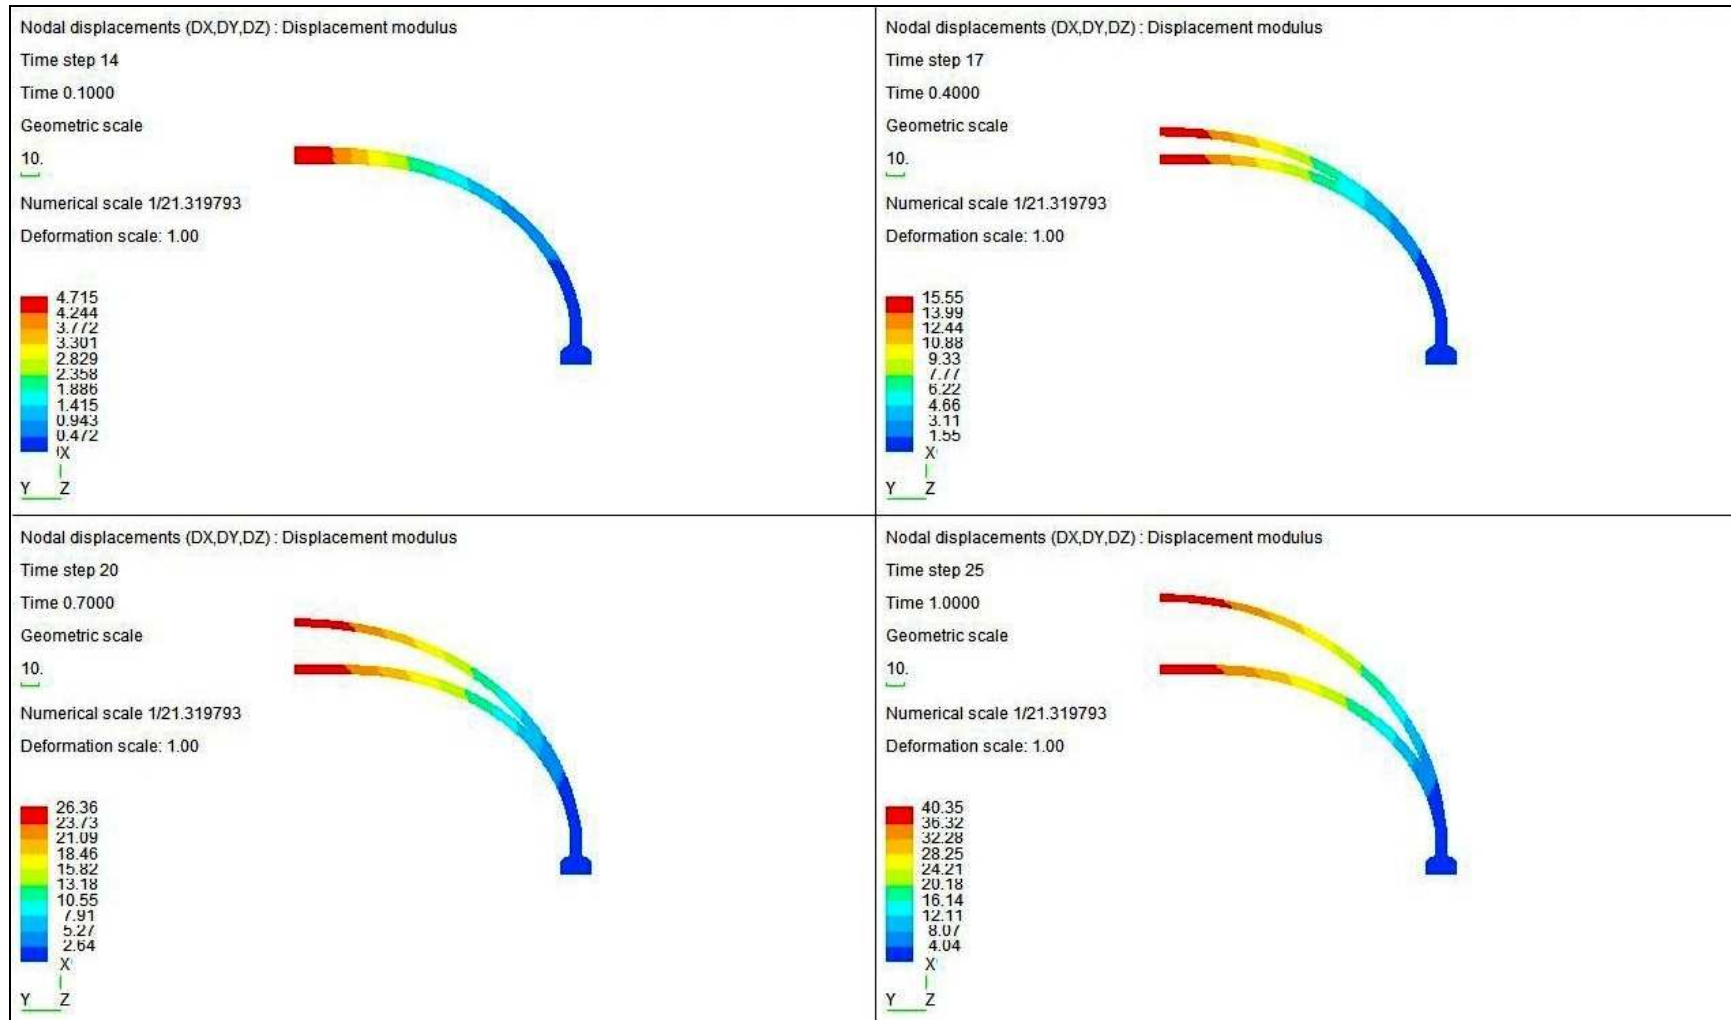 Nodal displacements (DX,DY,DZ) : Displacement modulus
Time step 14
Time 0.1000
Geometric scale
10.
Numerical scale 1/21.319793
Deformation scale: 1.00
4.715
4.244
3.772
3.301
2.829
2.358
1.886
1.415
0.943
0.472
X
Y Z
Nodal displacements (DX,DY,DZ) : Displacement modulus
Time step 17
Time 0.4000
Geometric scale
10.
Numerical scale 1/21.319793
Deformation scale: 1.00
15.55
13.99
12.44
10.88
9.33
7.77
6.22
4.66
3.11
1.55
X
Y Z
Nodal displacements (DX,DY,DZ) : Displacement modulus
Time step 20
Time 0.7000
Geometric scale
10.
Numerical scale 1/21.319793
Deformation scale: 1.00
26.36
23.73
21.09
18.46
15.82
13.18
10.55
7.91
5.27
2.64
X
Y Z
Nodal displacements (DX,DY,DZ) : Displacement modulus
Time step 25
Time 1.0000
Geometric scale
10.
Numerical scale 1/21.319793
Deformation scale: 1.00
40.35
36.32
32.28
28.25
24.21
20.18
16.14
12.11
8.07
4.04
X
Y Z